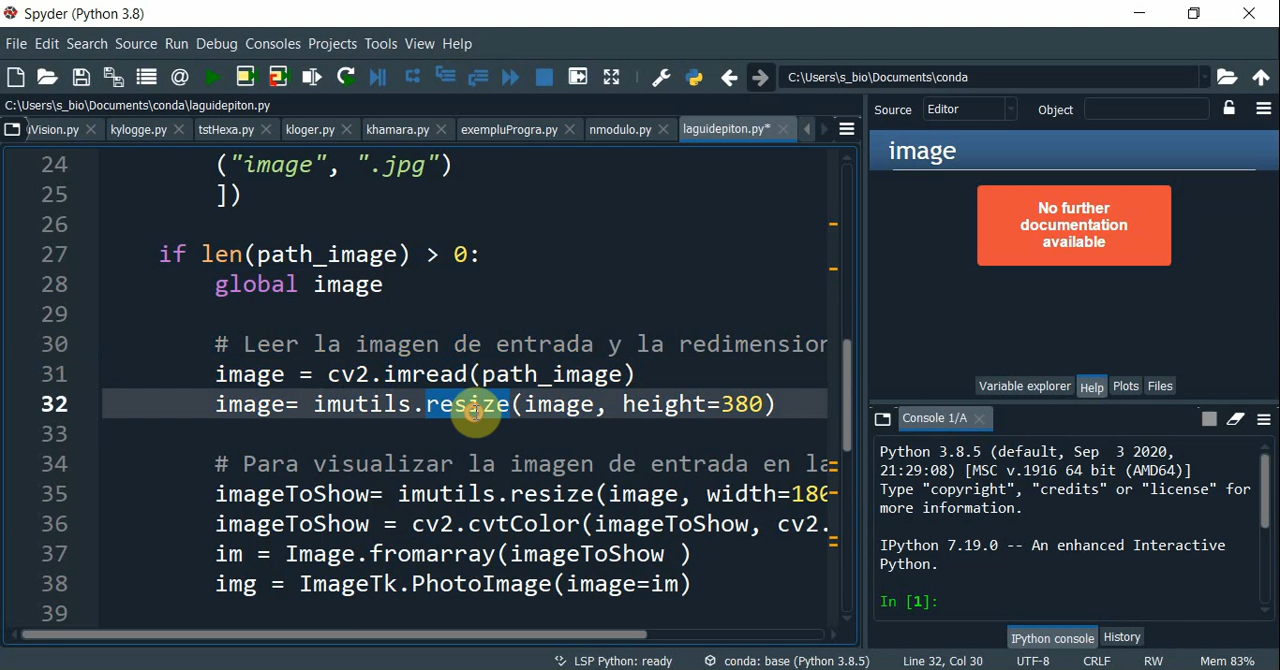 Spyder (Python 3.8)
File Edit Search Source Run Debug Consoles Projects Tools View Help
C:\Users\s_bio\Documents\conda
C:\Users\s_bio\Documents\conda\laguidepiton.py
ıVision.py kylogge.py tstHexa.py kloger.py khamara.py exempluProgra.py nmodulo.py laguidepiton.py*
24 ("image", ".jpg")
25 ])
26
27 if len(path_image) > 0:
28 global image
29
30 # Leer la imagen de entrada y la redimension
31 image = cv2.imread(path_image)
32 image= imutils.resize(image, height=380)
33
34 # Para visualizar la imagen de entrada en la
35 imageToShow= imutils.resize(image, width=180
36 imageToShow = cv2.cvtColor(imageToShow, cv2.
37 im = Image.fromarray(imageToShow )
38 img = ImageTk.PhotoImage(image=im)
39
Source Editor Object
image
No further
documentation
available
Variable explorer Help Plots Files
Console 1/A
Python 3.8.5 (default, Sep 3 2020,
21:29:08) [MSC v.1916 64 bit (AMD64)]
Type "copyright", "credits" or "license" for
more information.
IPython 7.19.0 -- An enhanced Interactive
Python.
In [1]:
IPython console History
LSP Python: ready conda: base (Python 3.8.5) Line 32, Col 30 UTF-8 CRLF RW Mem 83%